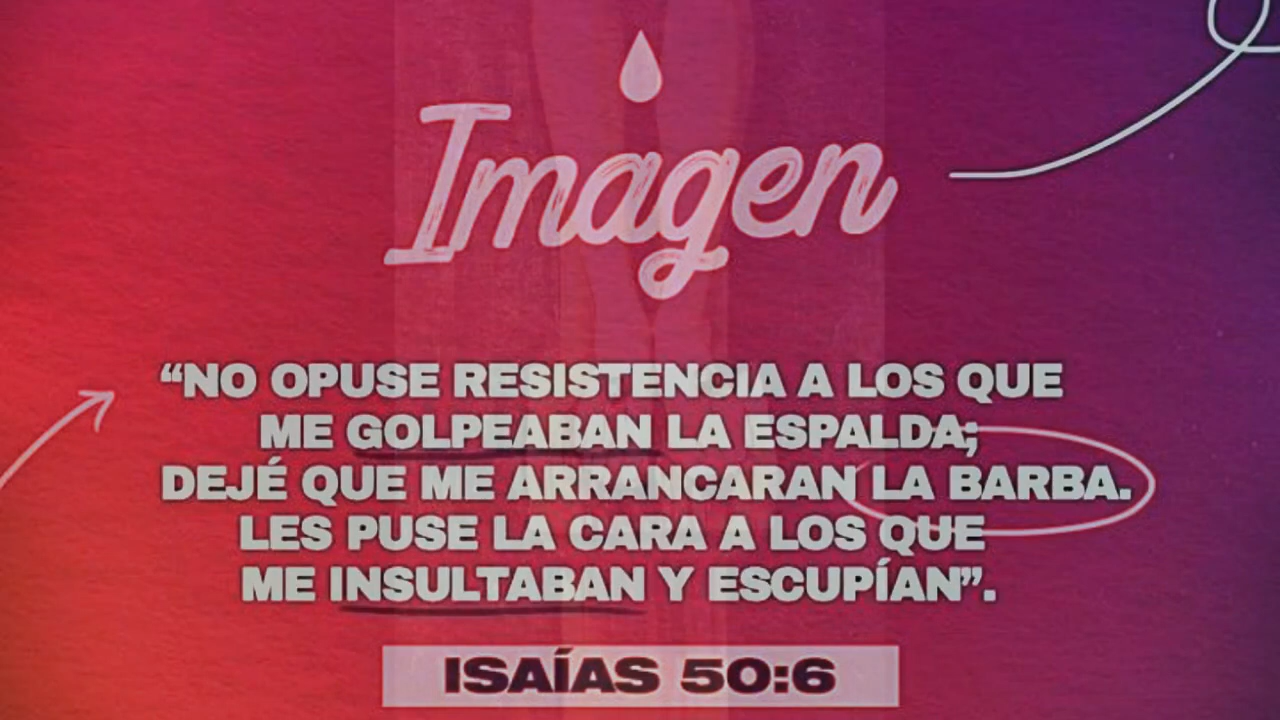 Imagen
“NO OPUSE RESISTENCIA A LOS QUE
ME GOLPEABAN LA ESPALDA;
DEJÉ QUE ME ARRANCARAN LA BARBA.
LES PUSE LA CARA A LOS QUE
ME INSULTABAN Y ESCUPÍAN”.
ISAÍAS 50:6